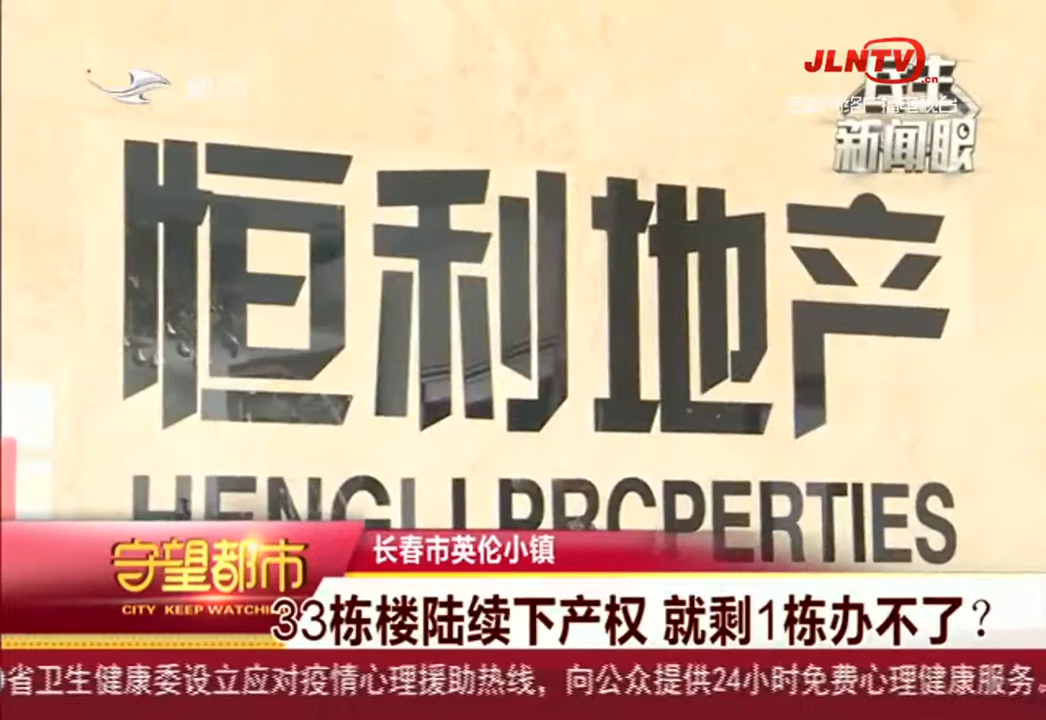 JLNTV.cn
民生
新闻眼
恒利地产
HENGLI PROPERTIES
守望都市
CITY KEEP WATCHI
长春市英伦小镇
33栋楼陆续下产权 就剩1栋办不了?
省卫生健康委设立应对疫情心理援助热线，向公众提供24小时免费心理健康服务。